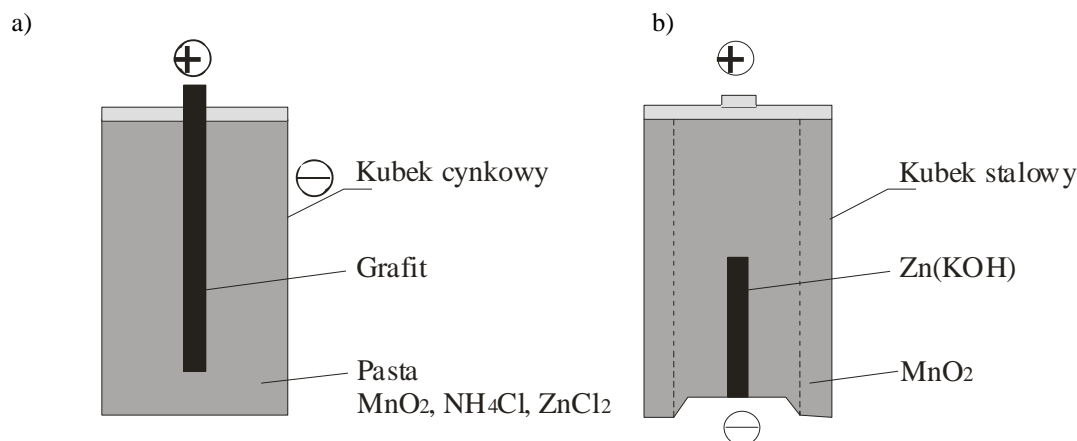 a)
+
−
Kubek cynkowy
Grafit
Pasta
MnO2, NH4Cl, ZnCl2
b)
+
Kubek stalowy
Zn(KOH)
MnO2
−